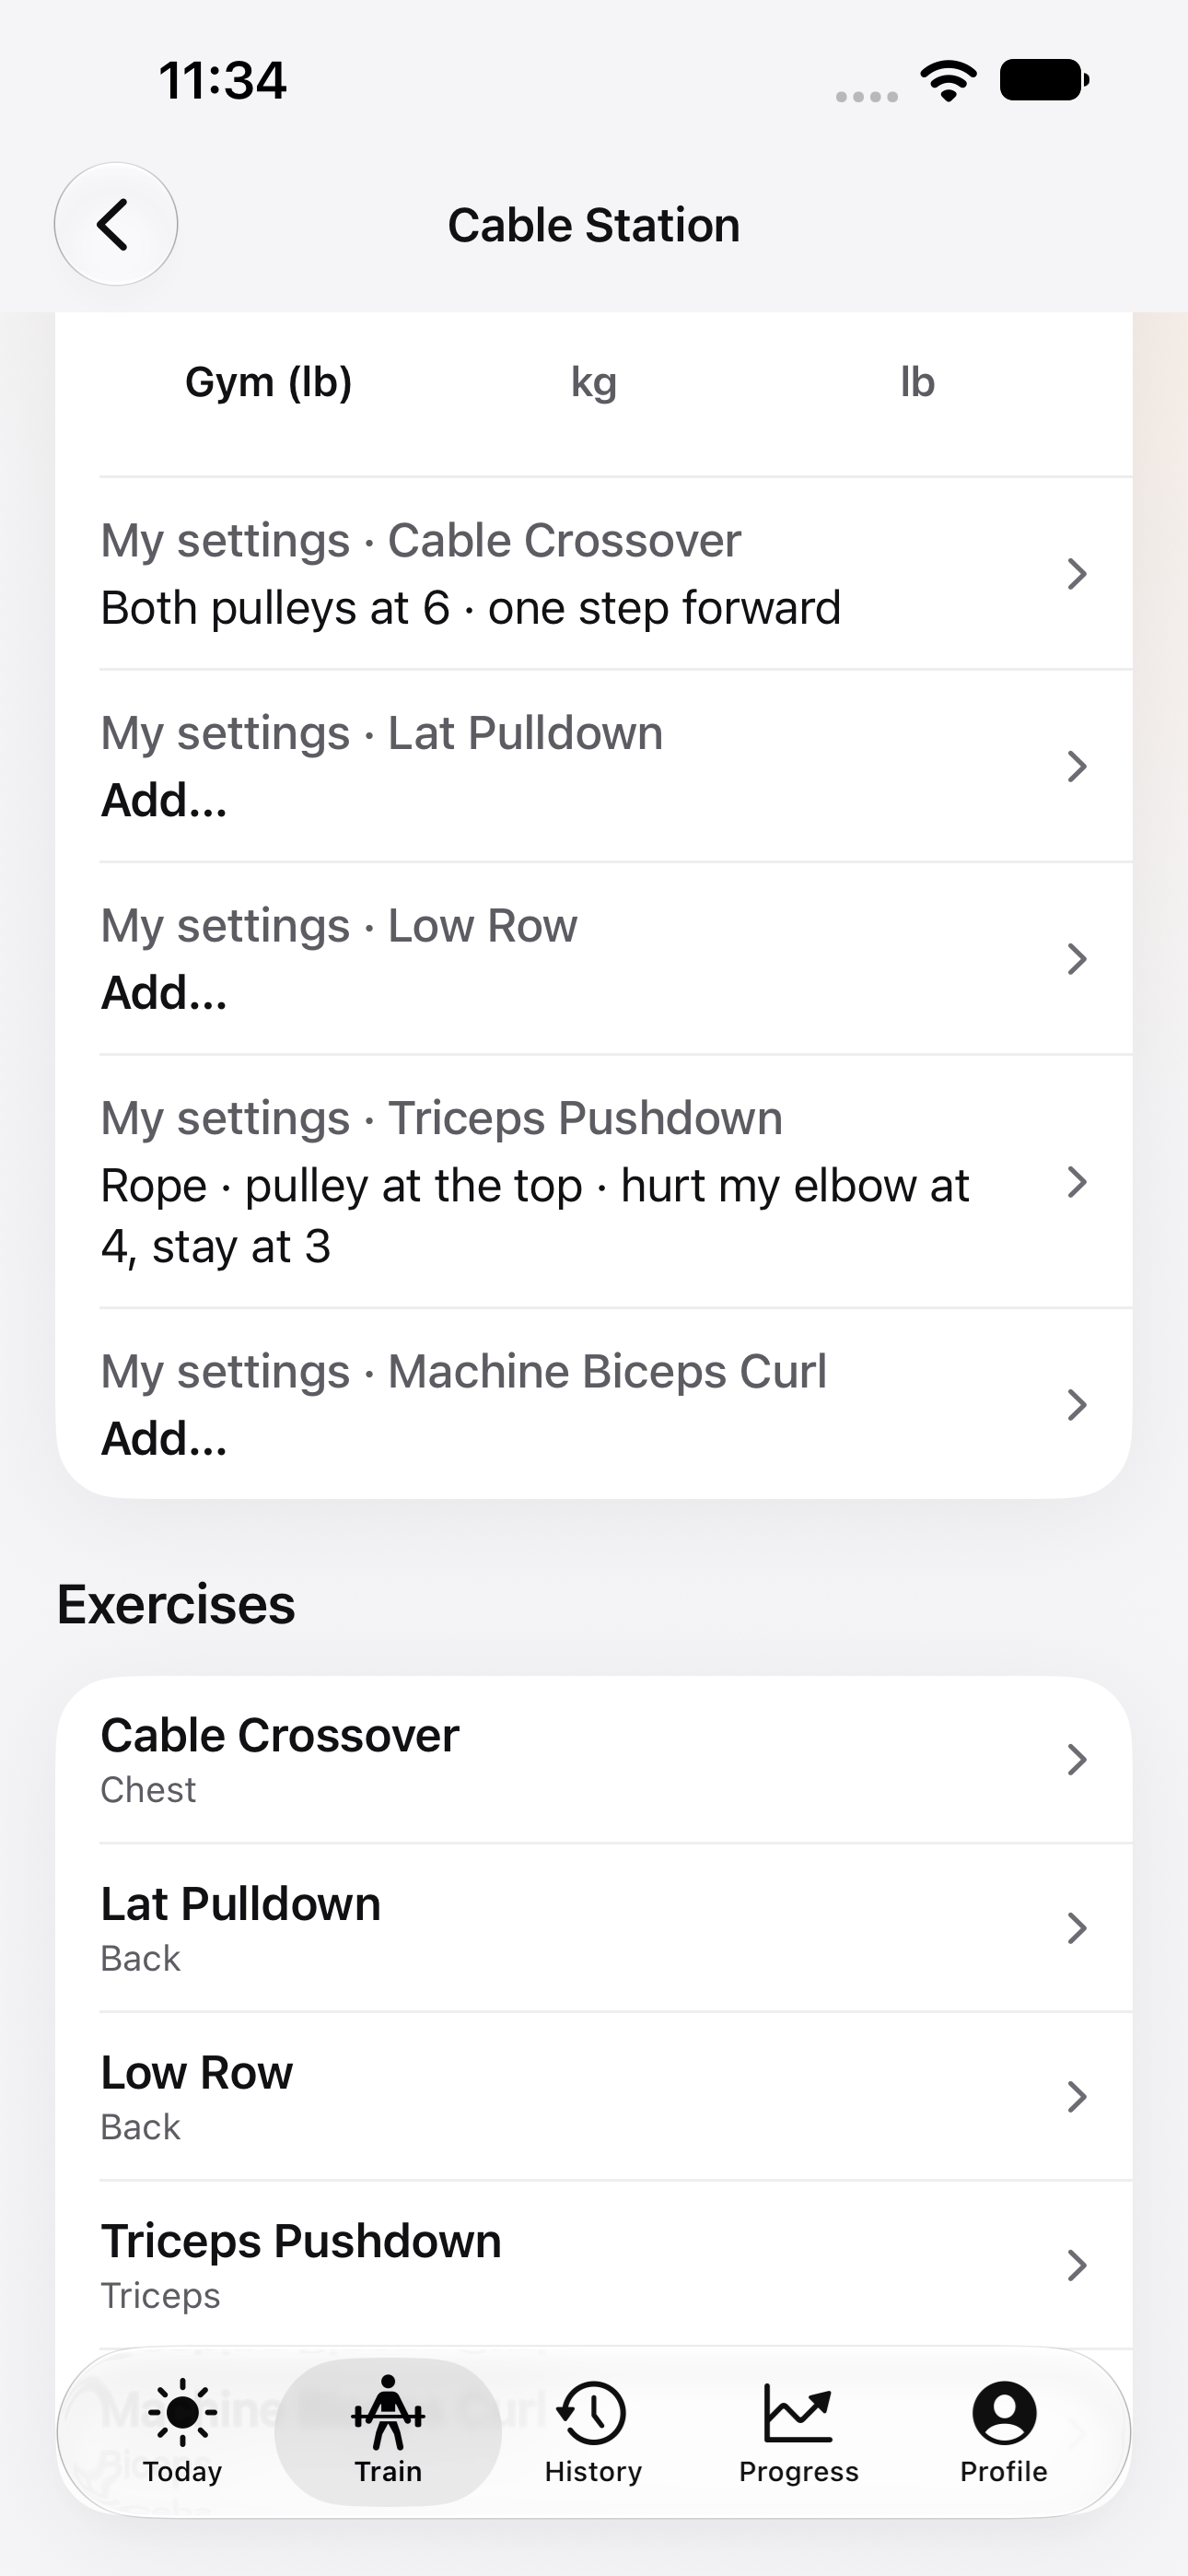 11:34
Cable Station
Gym (lb)
kg
lb
My settings · Cable Crossover
Both pulleys at 6 · one step forward
My settings · Lat Pulldown
Add...
My settings · Low Row
Add...
My settings · Triceps Pushdown
Rope · pulley at the top · hurt my elbow at
4, stay at 3
My settings · Machine Biceps Curl
Add...
Exercises
Cable Crossover
Chest
Lat Pulldown
Back
Low Row
Back
Triceps Pushdown
Triceps
Today
Train
History
Progress
Profile